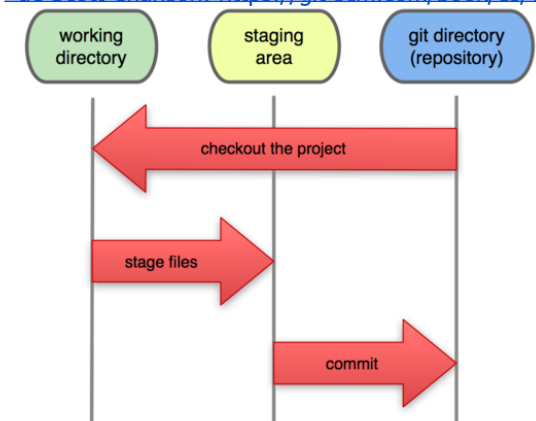 working
directory
staging
area
git directory
(repository)
checkout the project
stage files
commit